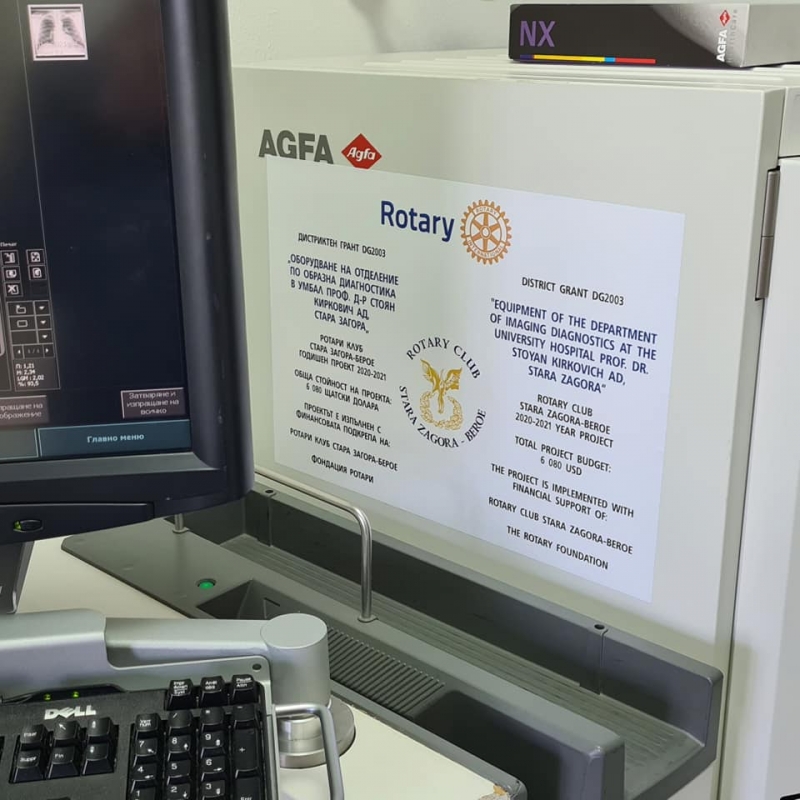 NX
AGFA
AGFA
Agfa
Rotary
ROTARY
INTERNATIONAL
ДИСТРИКТЕН ГРАНТ DG2003
„ОБОРУДВАНЕ НА ОТДЕЛЕНИЕ
ПО ОБРАЗНА ДИАГНОСТИКА
В УМБАЛ ПРОФ. Д-Р СТОЯН
КИРКОВИЧ АД,
СТАРА ЗАГОРА„
РОТАРИ КЛУБ
СТАРА ЗАГОРА-БЕРОЕ
ГОДИШЕН ПРОЕКТ 2020-2021
ОБЩА СТОЙНОСТ НА ПРОЕКТА:
6 080 ЩАТСКИ ДОЛАРА
ПРОЕКТЪТ Е ИЗПЪЛНЕН С
ФИНАНСОВАТА ПОДКРЕПА НА:
РОТАРИ КЛУБ СТАРА ЗАГОРА-БЕРОЕ
ФОНДАЦИЯ РОТАРИ
ROTARY CLUB
STARA ZAGORA - BEROE
DISTRICT GRANT DG2003
"EQUIPMENT OF THE DEPARTMENT
OF IMAGING DIAGNOSTICS AT THE
UNIVERSITY HOSPITAL PROF. DR.
STOYAN KIRKOVICH AD,
STARA ZAGORA"
ROTARY CLUB
STARA ZAGORA-BEROE
2020-2021 YEAR PROJECT
TOTAL PROJECT BUDGET:
6 080 USD
THE PROJECT IS IMPLEMENTED WITH
FINANCIAL SUPPORT OF:
ROTARY CLUB STARA ZAGORA-BEROE
THE ROTARY FOUNDATION
Печат
Затваряне и
изпращане на
всичко
Главно меню
DELL